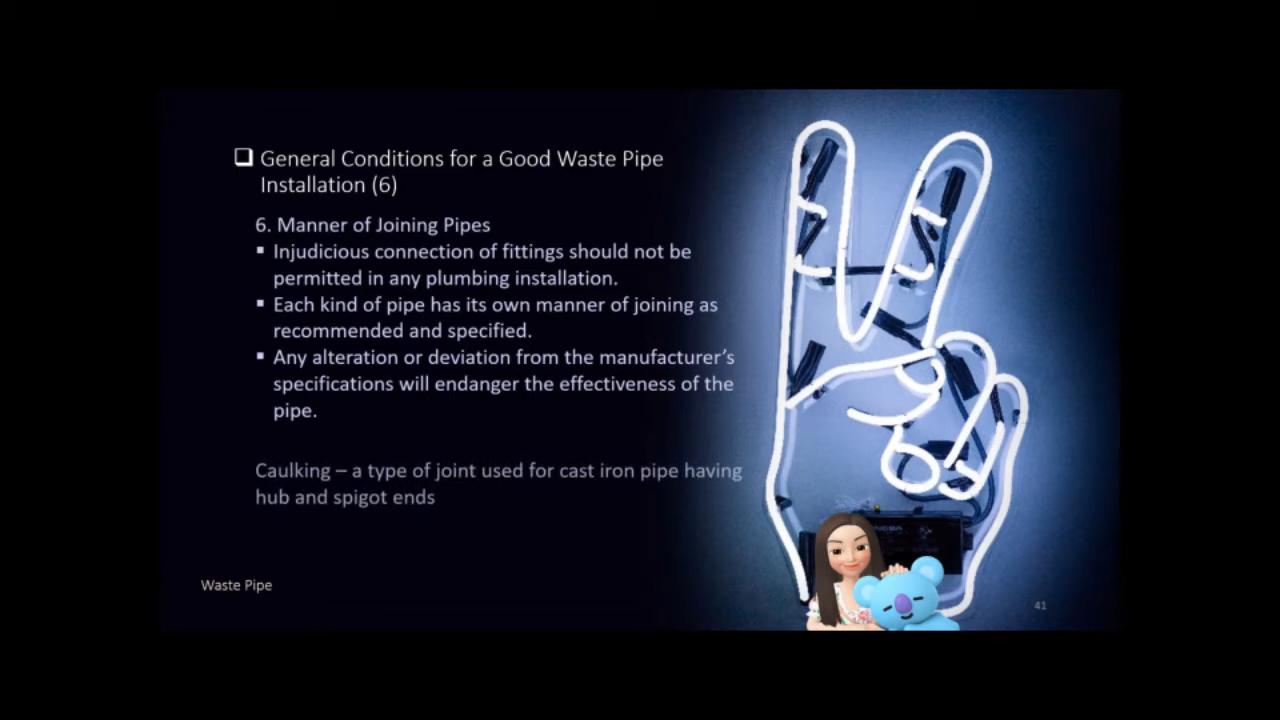 General Conditions for a Good Waste Pipe
Installation (6)
6. Manner of Joining Pipes
▪ Injudicious connection of fittings should not be
permitted in any plumbing installation.
▪ Each kind of pipe has its own manner of joining as
recommended and specified.
▪ Any alteration or deviation from the manufacturer’s
specifications will endanger the effectiveness of the
pipe.
Caulking – a type of joint used for cast iron pipe having
hub and spigot ends
Waste Pipe
41